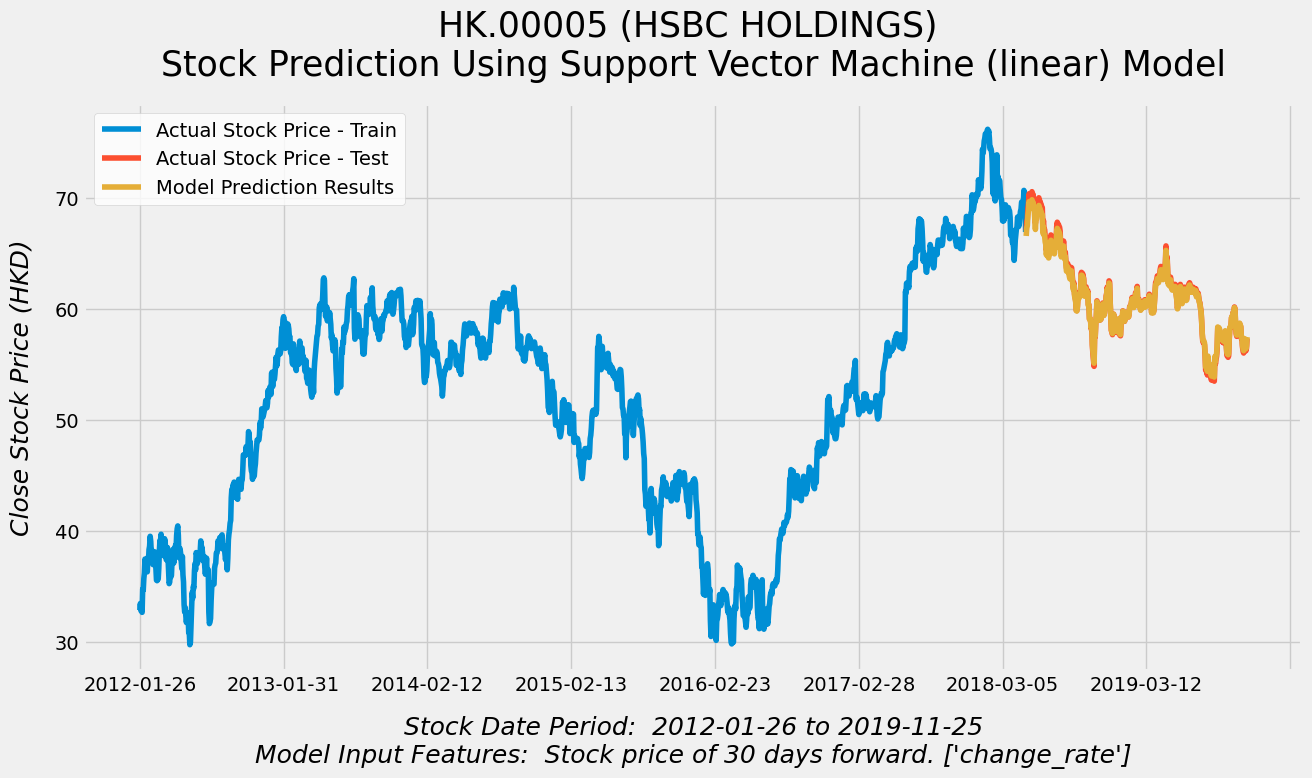 HK.00005 (HSBC HOLDINGS)
Stock Prediction Using Support Vector Machine (linear) Model
Actual Stock Price - Train
Actual Stock Price - Test
Model Prediction Results
Close Stock Price (HKD)
70
60
50
40
30
2012-01-26 2013-01-31 2014-02-12 2015-02-13 2016-02-23 2017-02-28 2018-03-05 2019-03-12
Stock Date Period:  2012-01-26 to 2019-11-25
Model Input Features:  Stock price of 30 days forward. ['change_rate']